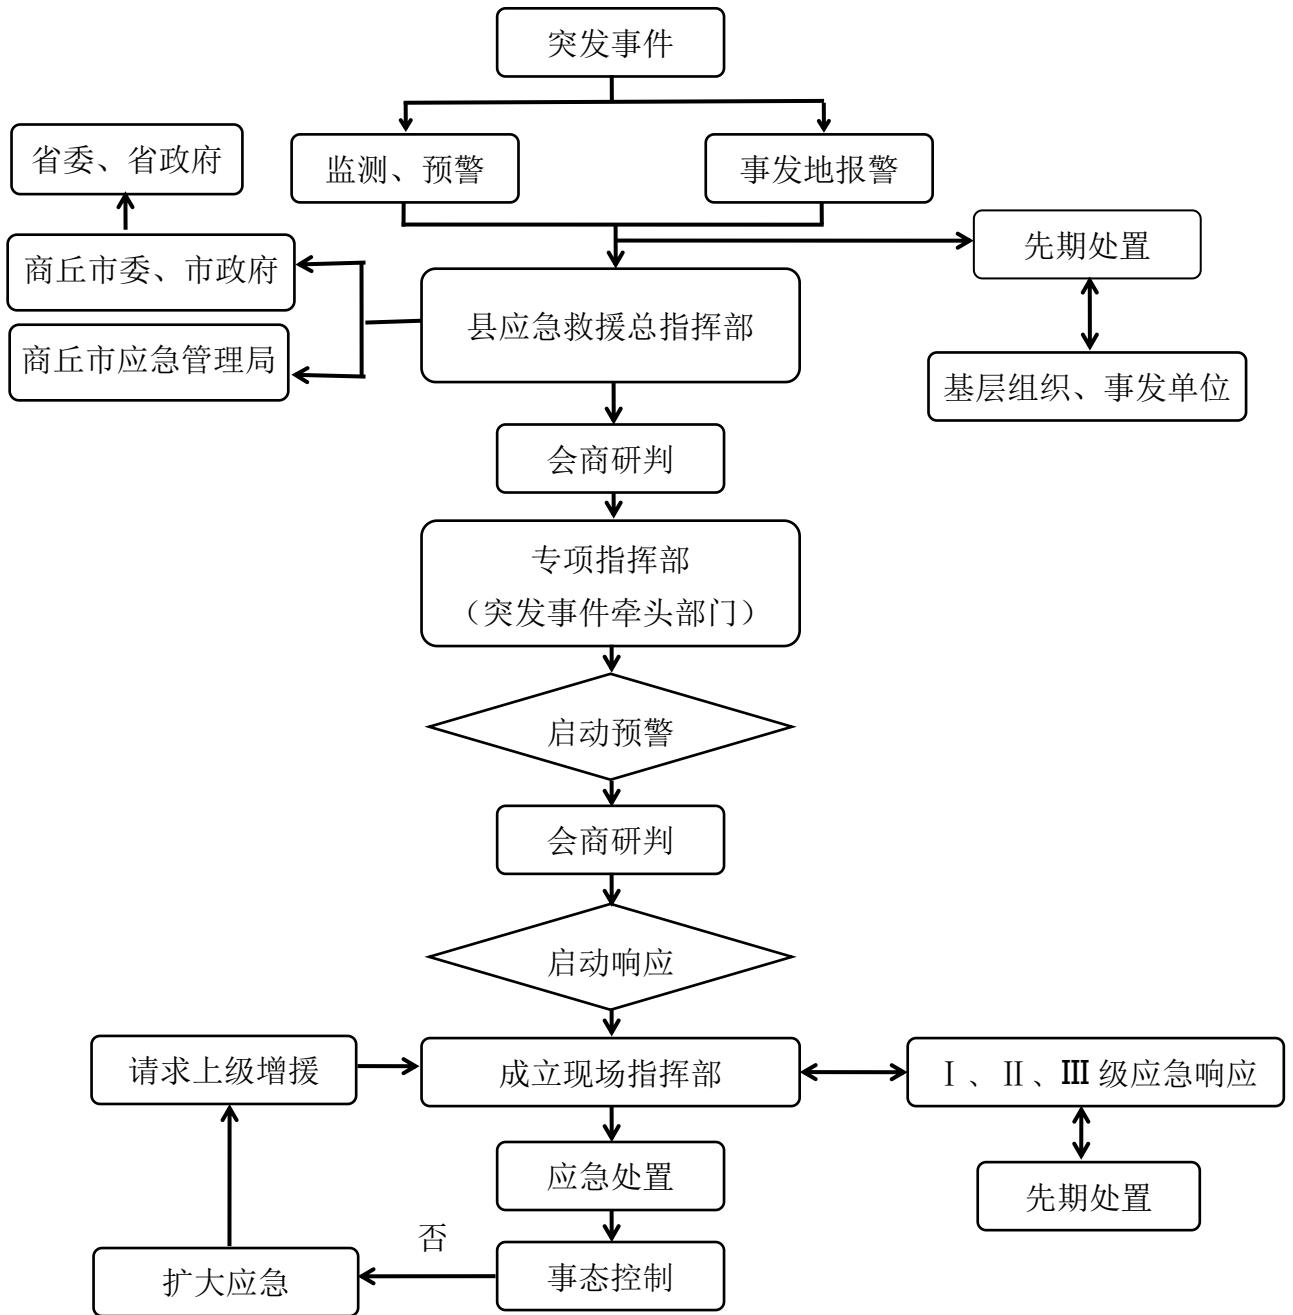 突发事件
省委、省政府
监测、预警
事发地报警
商丘市委、市政府
先期处置
县应急救援总指挥部
商丘市应急管理局
基层组织、事发单位
会商研判
专项指挥部
（突发事件牵头部门）
启动预警
会商研判
启动响应
请求上级增援
成立现场指挥部
Ⅰ、Ⅱ、Ⅲ级应急响应
应急处置
先期处置
否
扩大应急
事态控制